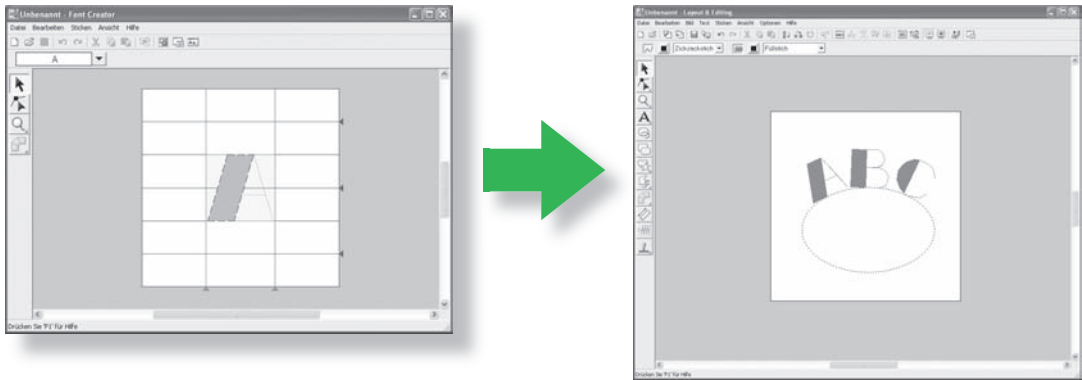 Unbenannt - Font Creator
Datei Bearbeiten Sticken Ansicht Hilfe
A
A
Drücken Sie 'F1' für Hilfe
Unbenannt - Layout & Editing
Datei Bearbeiten Bild Text Sticken Ansicht Optionen Hilfe
Zickzackstich Füllstich
A
ABC
Drücken Sie 'F1' für Hilfe